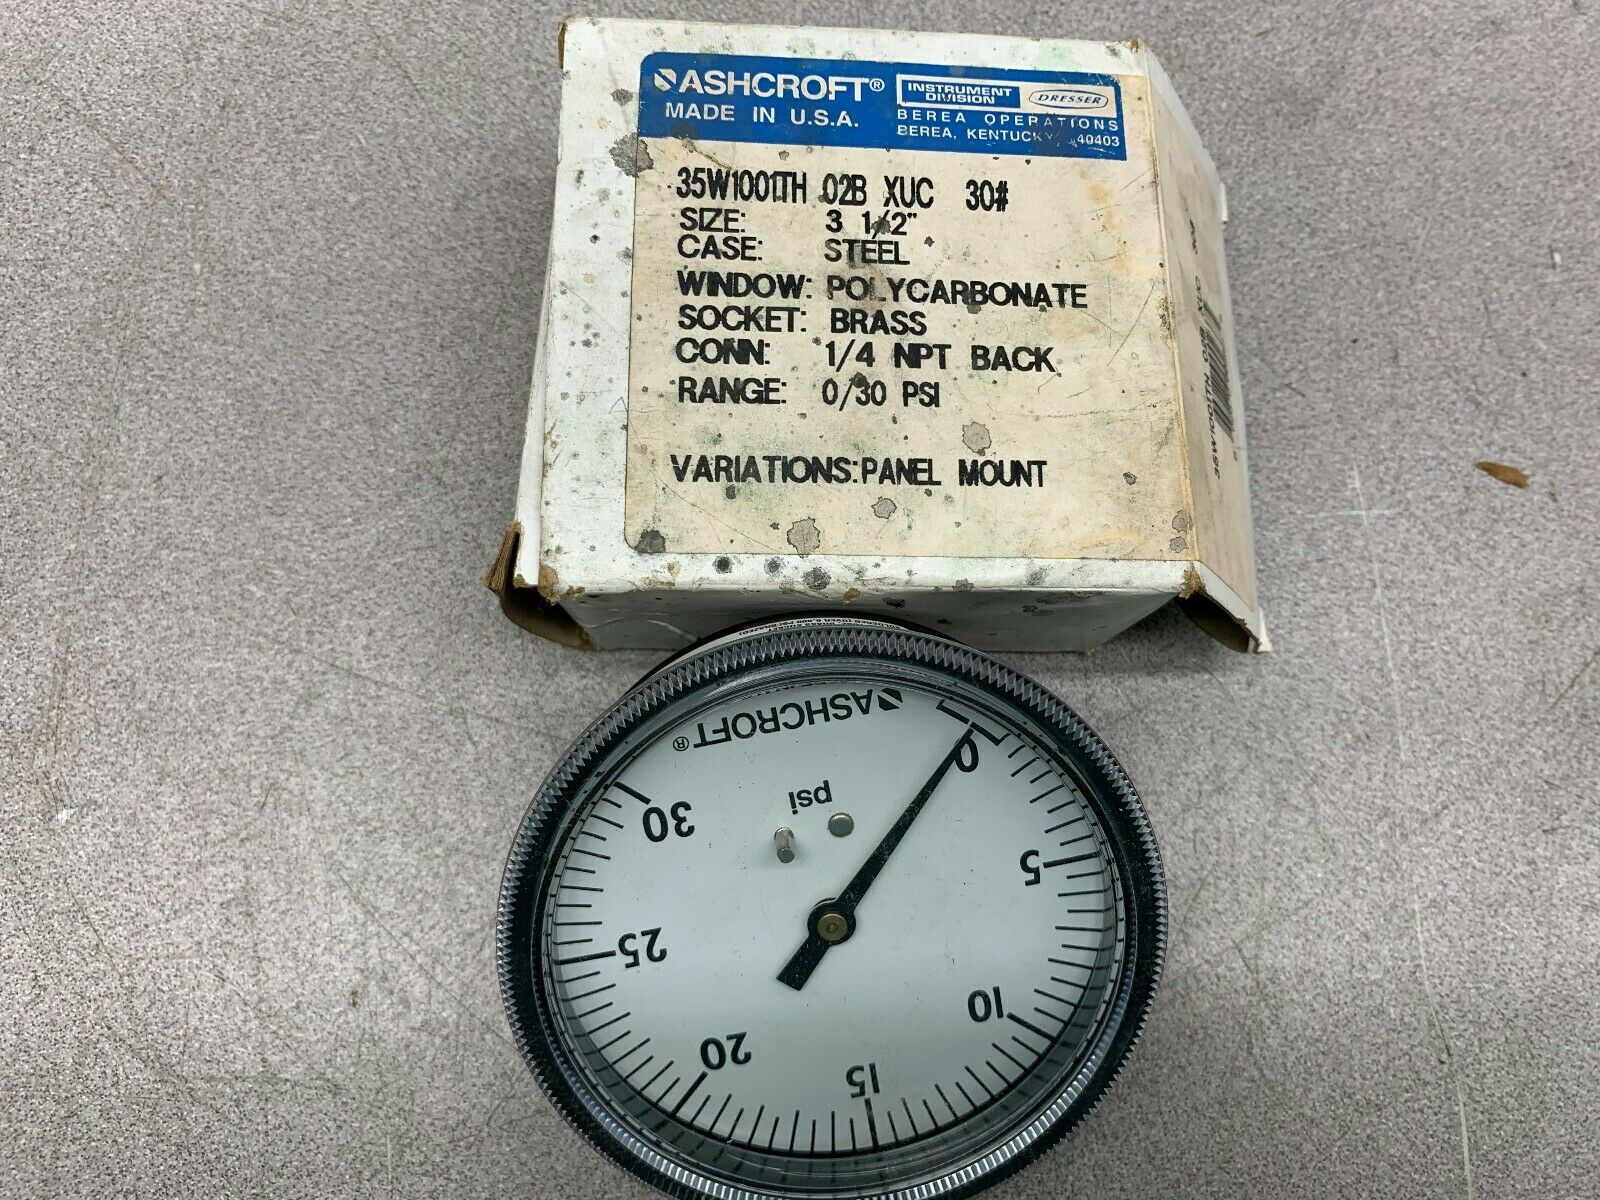 ASHCROFT®
MADE IN U.S.A.
INSTRUMENT
DIVISION
DRESSER
BEREA OPERATIONS
BEREA, KENTUCKY 40403
35W1001TH 02B XUC 30#
SIZE: 3 1/2"
CASE: STEEL
WINDOW: POLYCARBONATE
SOCKET: BRASS
CONN: 1/4 NPT BACK
RANGE: 0/30 PSI
VARIATIONS: PANEL MOUNT
ASHCROFT®
psi
0
5
10
15
20
25
30